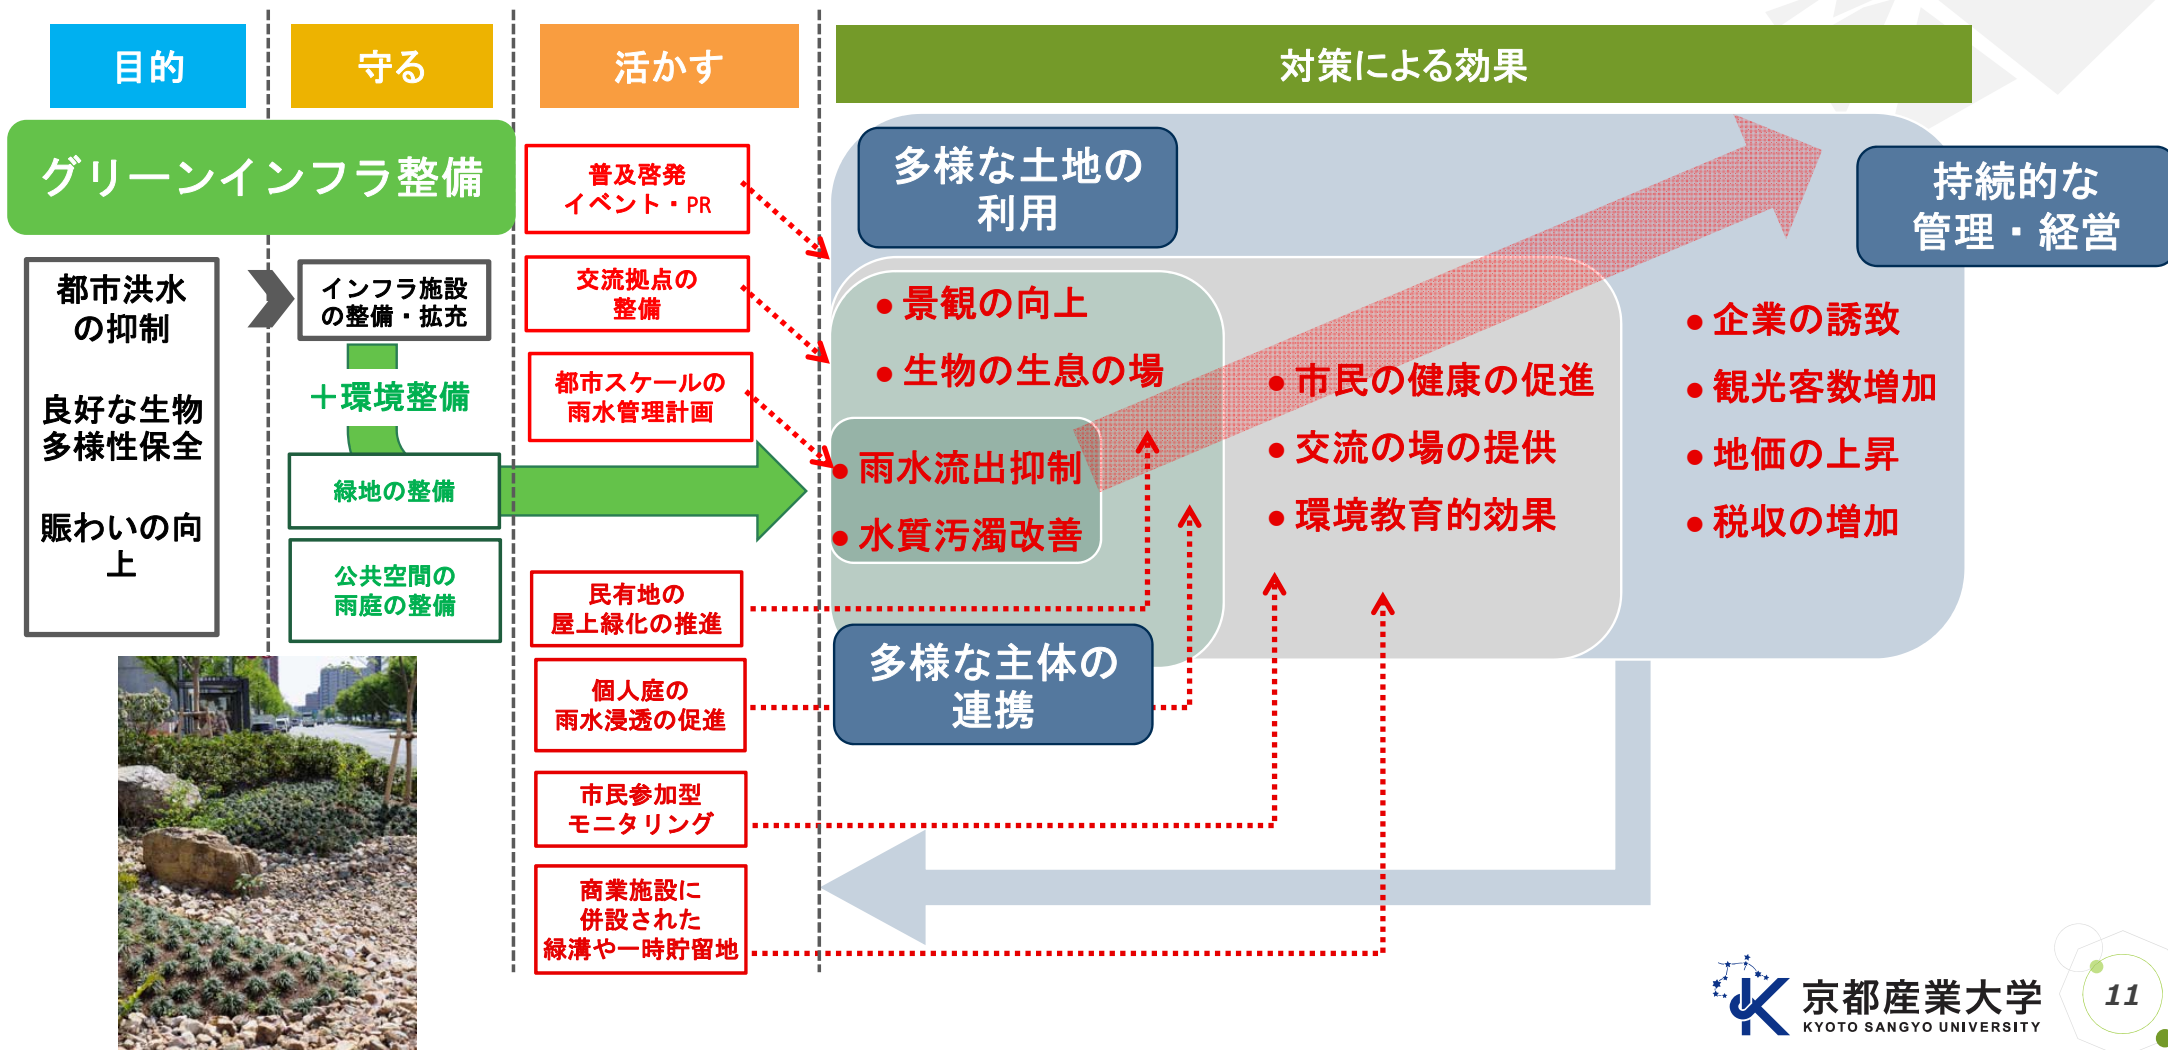 目的
守る
活かす
対策による効果
グリーンインフラ整備
都市洪水
の抑制
良好な生物
多様性保全
賑わいの向
上
インフラ施設
の整備・拡充
＋環境整備
緑地の整備
公共空間の
雨庭の整備
普及啓発
イベント・PR
交流拠点の
整備
都市スケールの
雨水管理計画
民有地の
屋上緑化の推進
個人庭の
雨水浸透の促進
市民参加型
モニタリング
商業施設に
併設された
緑溝や一時貯留地
多様な土地の
利用
● 景観の向上
● 生物の生息の場
● 雨水流出抑制
● 水質汚濁改善
多様な主体の
連携
● 市民の健康の促進
● 交流の場の提供
● 環境教育的効果
持続的な
管理・経営
● 企業の誘致
● 観光客数増加
● 地価の上昇
● 税収の増加
京都産業大学
KYOTO SANGYO UNIVERSITY
11